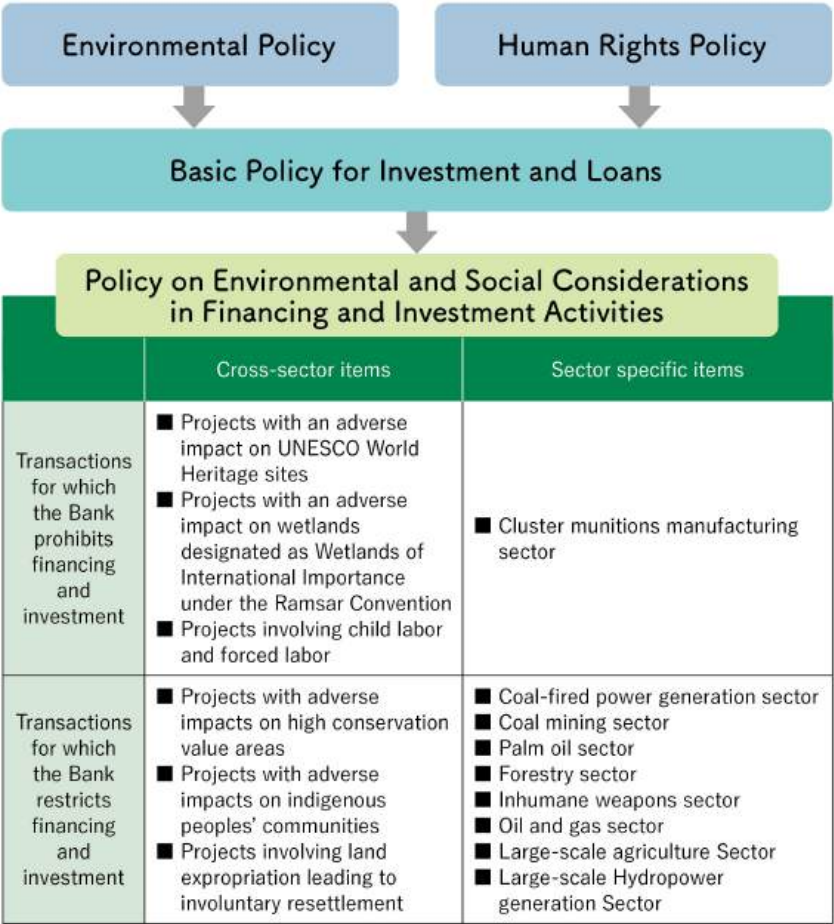 Environmental Policy
Human Rights Policy
Basic Policy for Investment and Loans
Policy on Environmental and Social Considerations
in Financing and Investment Activities
Cross-sector items
Sector specific items
Transactions
for which
the Bank
prohibits
financing
and
investment
■ Projects with an adverse
impact on UNESCO World
Heritage sites
■ Projects with an adverse
impact on wetlands
designated as Wetlands of
International Importance
under the Ramsar Convention
■ Projects involving child labor
and forced labor
■ Cluster munitions manufacturing
sector
Transactions
for which
the Bank
restricts
financing
and
investment
■ Projects with adverse
impacts on high conservation
value areas
■ Projects with adverse
impacts on indigenous
peoples’ communities
■ Projects involving land
expropriation leading to
involuntary resettlement
■ Coal-fired power generation sector
■ Coal mining sector
■ Palm oil sector
■ Forestry sector
■ Inhumane weapons sector
■ Oil and gas sector
■ Large-scale agriculture Sector
■ Large-scale Hydropower
generation Sector